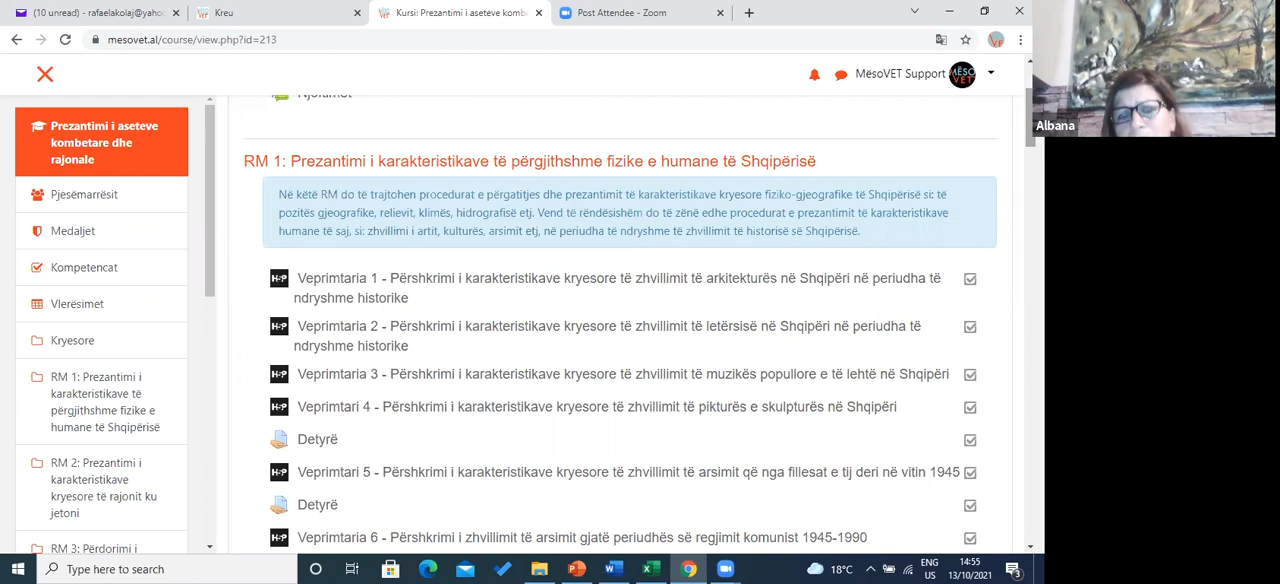 (10 unread) - rafaelakolaj@yahoo
Kreu
Kursi: Prezantimi i aseteve kombe
Post Attendee - Zoom
mesovet.al/course/view.php?id=213
MësoVET Support
MËSO
VET
Njoftimet
Prezantimi i aseteve
kombetare dhe
rajonale
Pjesëmarrësit
Medaljet
Kompetencat
Vlerësimet
Kryesore
RM 1: Prezantimi i
karakteristikave të
përgjithshme fizike e
humane të Shqipërisë
RM 2: Prezantimi i
karakteristikave
kryesore të rajonit ku
jetoni
RM 3: Përdorimi i
RM 1: Prezantimi i karakteristikave të përgjithshme fizike e humane të Shqipërisë
Në këtë RM do të trajtohen procedurat e përgatitjes dhe prezantimit të karakteristikave kryesore fiziko-gjeografike të Shqipërisë si: të
pozitës gjeografike, relievit, klimës, hidrografisë etj. Vend të rëndësishëm do të zënë edhe procedurat e prezantimit të karakteristikave
humane të saj, si: zhvillimi i artit, kulturës, arsimit etj, në periudha të ndryshme të zhvillimit të historisë së Shqipërisë.
H-P Veprimtaria 1 - Përshkrimi i karakteristikave kryesore të zhvillimit të arkitekturës në Shqipëri në periudha të
ndryshme historike
H-P Veprimtaria 2 - Përshkrimi i karakteristikave kryesore të zhvillimit të letërsisë në Shqipëri në periudha të
ndryshme historike
H-P Veprimtaria 3 - Përshkrimi i karakteristikave kryesore të zhvillimit të muzikës popullore e të lehtë në Shqipëri
H-P Veprimtari 4 - Përshkrimi i karakteristikave kryesore të zhvillimit të pikturës e skulpturës në Shqipëri
Detyrë
H-P Veprimtari 5 - Përshkrimi i karakteristikave kryesore të zhvillimit të arsimit që nga fillesat e tij deri në vitin 1945
Detyrë
H-P Veprimtaria 6 - Përshkrimi i zhvillimit të arsimit gjatë periudhës së regjimit komunist 1945-1990
Albana
Type here to search
18°C
ENG
US
14:55
13/10/2021
3